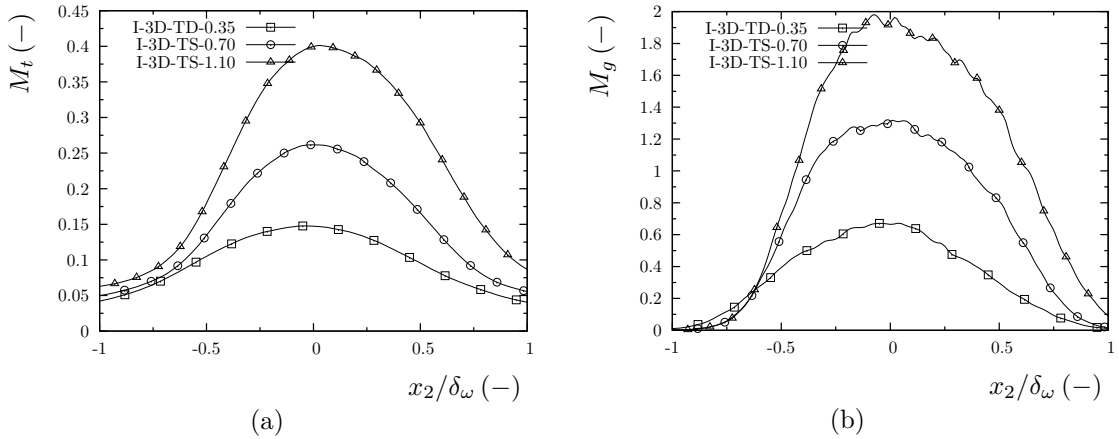 M_t (−)
0.45
0.4
0.35
0.3
0.25
0.2
0.15
0.1
0.05
0
I-3D-TD-0.35
I-3D-TS-0.70
I-3D-TS-1.10
-1
-0.5
0
0.5
1
x_2/δ_ω (−)
(a)
M_g (−)
2
1.8
1.6
1.4
1.2
1
0.8
0.6
0.4
0.2
0
I-3D-TD-0.35
I-3D-TS-0.70
I-3D-TS-1.10
-1
-0.5
0
0.5
1
x_2/δ_ω (−)
(b)